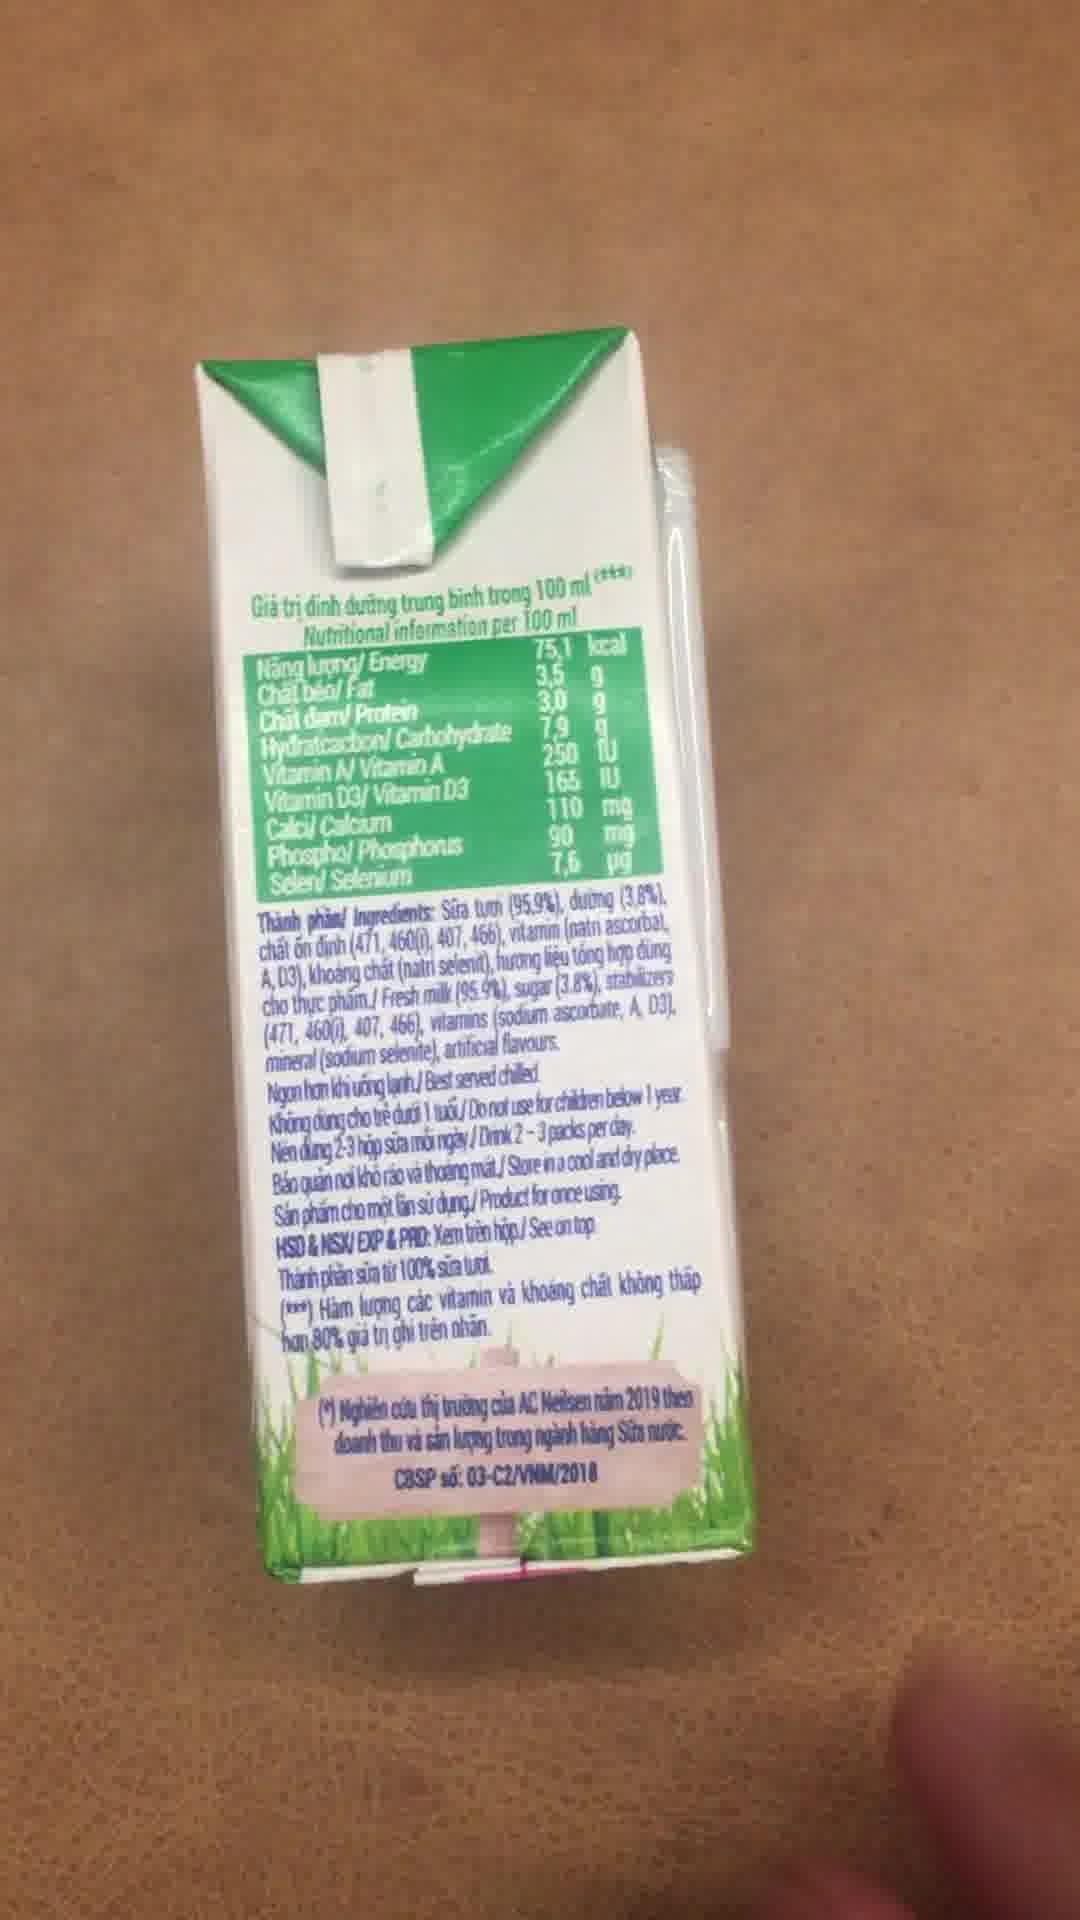 Giá trị dinh dưỡng trung bình trong 100 ml (***)
Nutritional information per 100 ml
Năng lượng/ Energy 75,1 kcal
Chất béo/ Fat 3,5 g
Chất đạm/ Protein 3,0 g
Hydratcacbon/ Carbohydrate 7,9 g
Vitamin A/ Vitamin A 250 IU
Vitamin D3/ Vitamin D3 165 IU
Calci/ Calcium 110 mg
Phospho/ Phosphorus 90 mg
Selen/ Selenium 7,6 µg
Thành phần/ Ingredients: Sữa tươi (95,9%), đường (3,8%),
chất ổn định (471, 460(i), 407, 466), vitamin (natri ascorbat,
A, D3), khoáng chất (natri selenit), hương liệu tổng hợp dùng
cho thực phẩm./ Fresh milk (95.9%), sugar (3.8%), stabilizers
(471, 460(i), 407, 466), vitamins (sodium ascorbate, A, D3),
mineral (sodium selenite), artificial flavours.
Ngon hơn khi uống lạnh./ Best served chilled.
Không dùng cho trẻ dưới 1 tuổi./ Do not use for children below 1 year.
Nên dùng 2-3 hộp sữa mỗi ngày./ Drink 2 - 3 packs per day.
Bảo quản nơi khô ráo và thoáng mát./ Store in a cool and dry place.
Sản phẩm cho một lần sử dụng./ Product for once using.
HSD & NSX/ EXP & PRD: Xem trên hộp./ See on top.
Thành phần sữa từ 100% sữa tươi.
(***) Hàm lượng các vitamin và khoáng chất không thấp
hơn 80% giá trị ghi trên nhãn.
(*) Nghiên cứu thị trường của AC Neilsen năm 2019 theo
doanh thu và sản lượng trong ngành hàng Sữa nước.
CBSP số: 03-C2/VNM/2018